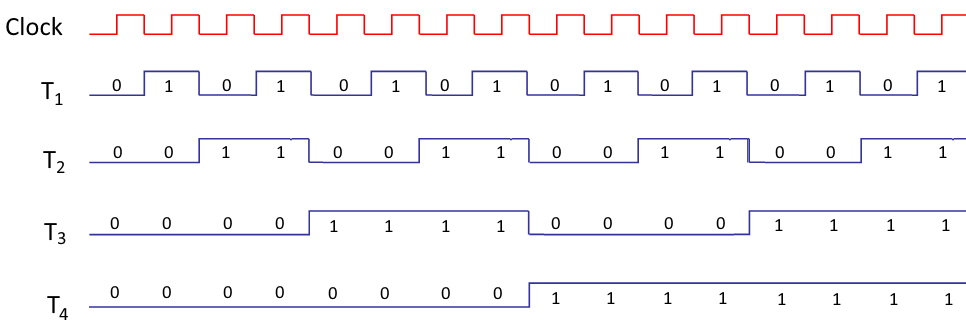 Clock
T1 0 1 0 1 0 1 0 1 0 1 0 1 0 1 0 1
T2 0 0 1 1 0 0 1 1 0 0 1 1 0 0 1 1
T3 0 0 0 0 1 1 1 1 0 0 0 0 1 1 1 1
T4 0 0 0 0 0 0 0 0 1 1 1 1 1 1 1 1